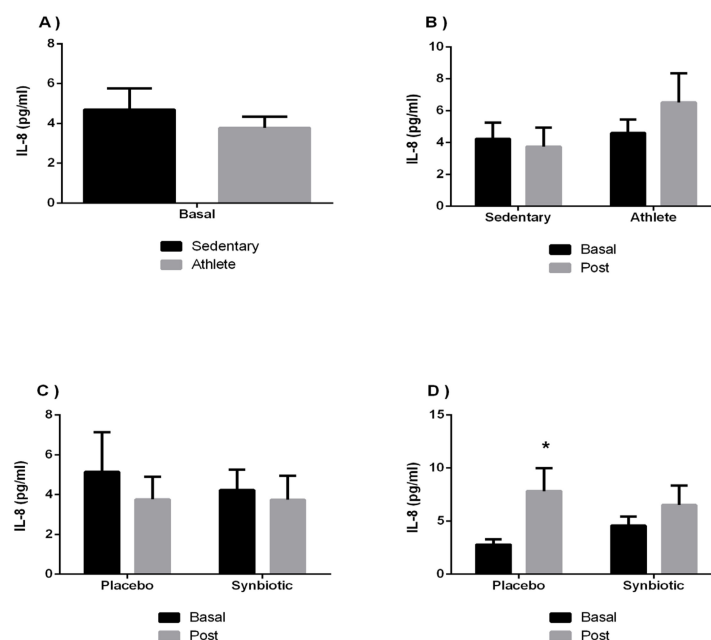 A )
8
6
4
2
0
IL-8 (pg/ml)
Basal
Sedentary
Athlete
B )
10
8
6
4
2
0
IL-8 (pg/ml)
Sedentary Athlete
Basal
Post
C )
8
6
4
2
0
IL-8 (pg/ml)
Placebo Synbiotic
Basal
Post
D )
15
10
5
0
IL-8 (pg/ml)
*
Placebo Synbiotic
Basal
Post